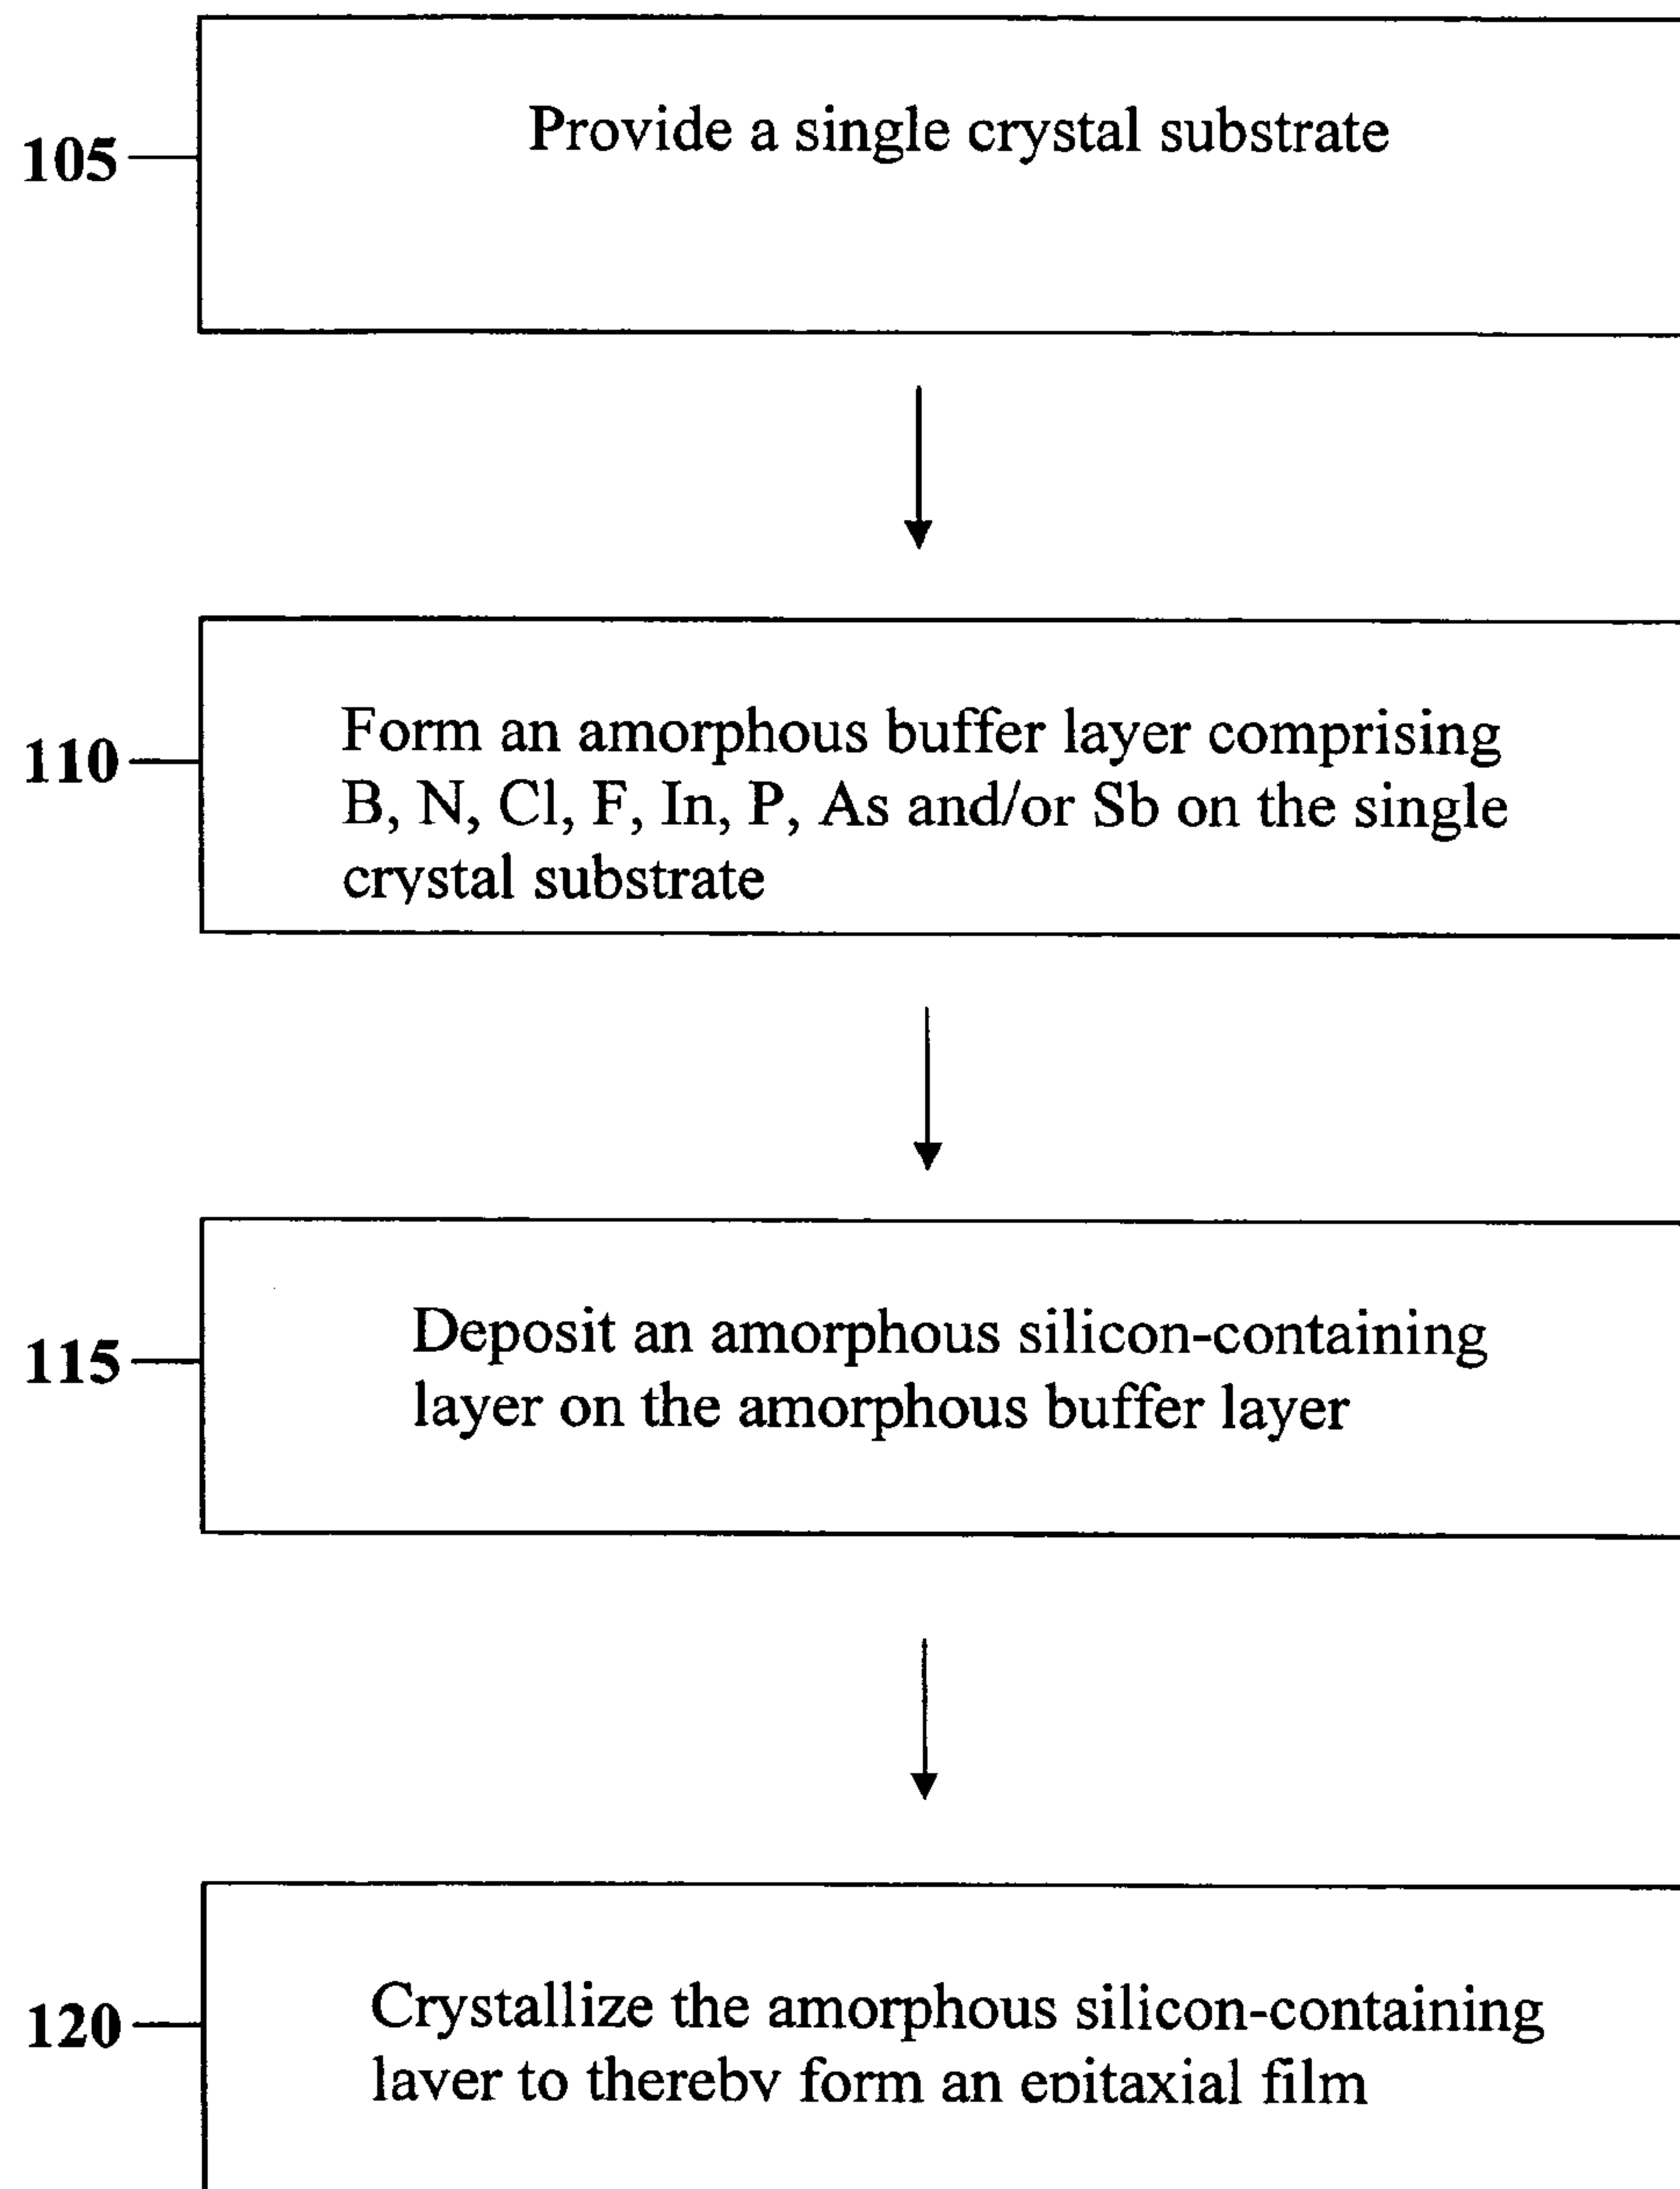 105
Provide a single crystal substrate
110
Form an amorphous buffer layer comprising
B, N, Cl, F, In, P, As and/or Sb on the single
crystal substrate
115
Deposit an amorphous silicon-containing
layer on the amorphous buffer layer
120
Crystallize the amorphous silicon-containing
layer to thereby form an epitaxial film